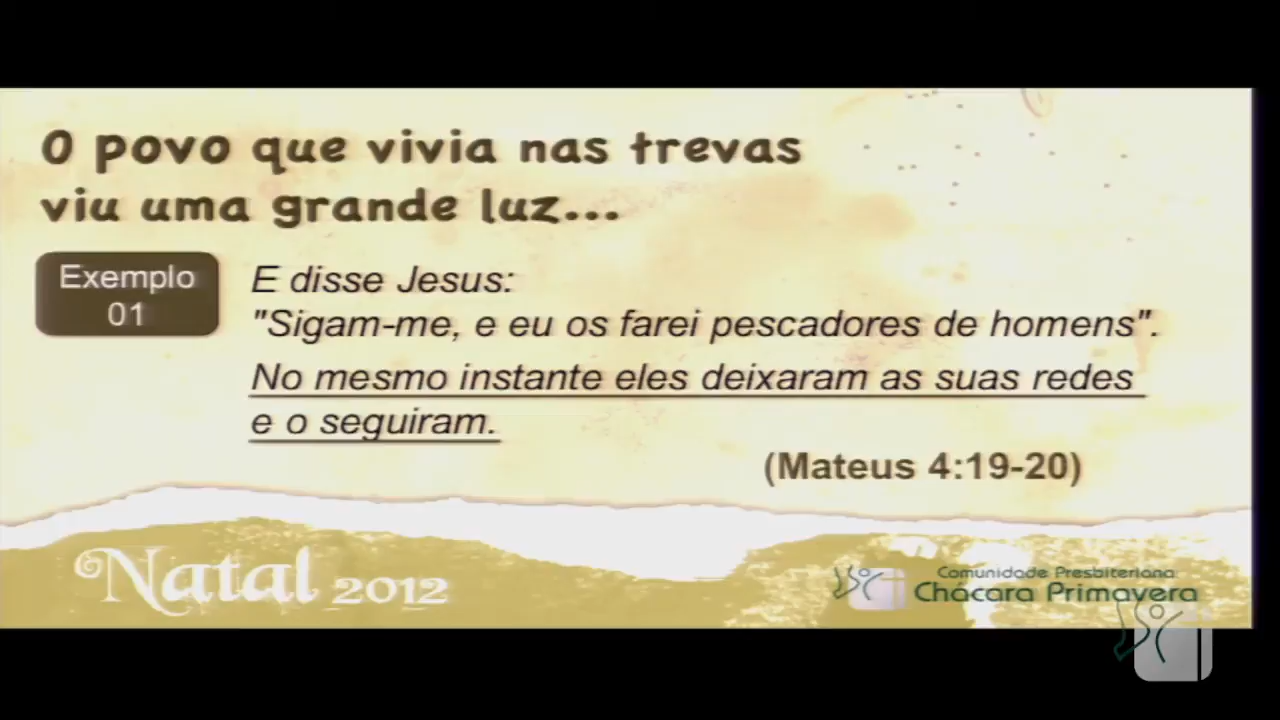 O povo que vivia nas trevas
viu uma grande luz...
Exemplo
01
E disse Jesus:
"Sigam-me, e eu os farei pescadores de homens".
No mesmo instante eles deixaram as suas redes
e o seguiram.
(Mateus 4:19-20)
Natal 2012
Comunidade Presbiteriana
Chácara Primavera